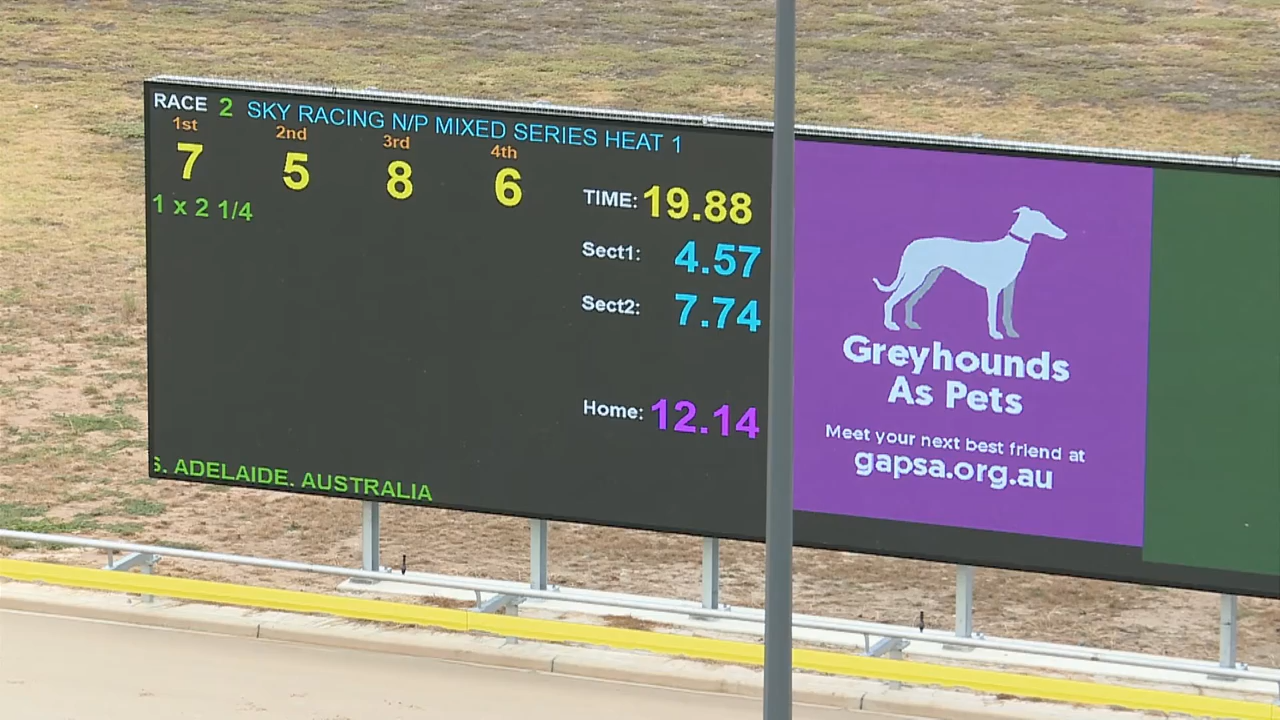 RACE 2 SKY RACING N/P MIXED SERIES HEAT 1
1st 2nd 3rd 4th
7 5 8 6
1 x 2 1/4
TIME: 19.88
Sect1: 4.57
Sect2: 7.74
Home: 12.14
S. ADELAIDE. AUSTRALIA
Greyhounds
As Pets
Meet your next best friend at
gapsa.org.au